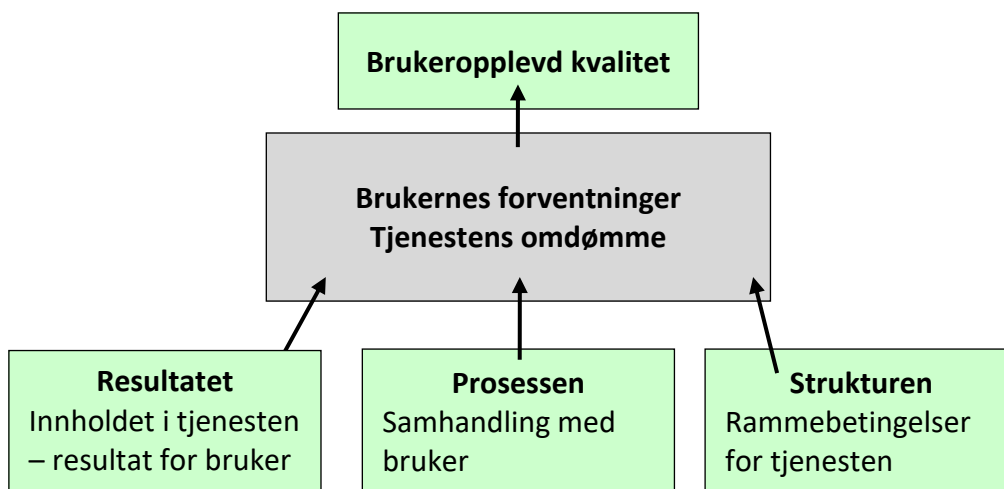 Brukeropplevd kvalitet
Brukernes forventninger
Tjenestens omdømme
Resultatet
Innholdet i tjenesten
– resultat for bruker
Prosessen
Samhandling med
bruker
Strukturen
Rammebetingelser
for tjenesten